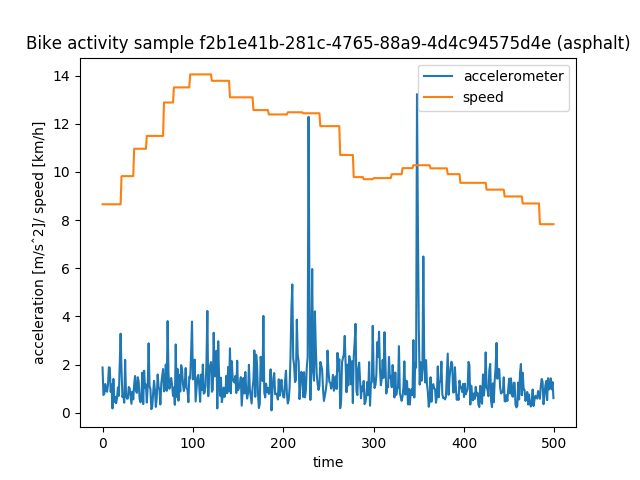 Bike activity sample f2b1e41b-281c-4765-88a9-4d4c94575d4e (asphalt)
accelerometer
speed
acceleration [m/s^2]/ speed [km/h]
14
12
10
8
6
4
2
0
0 100 200 300 400 500
time